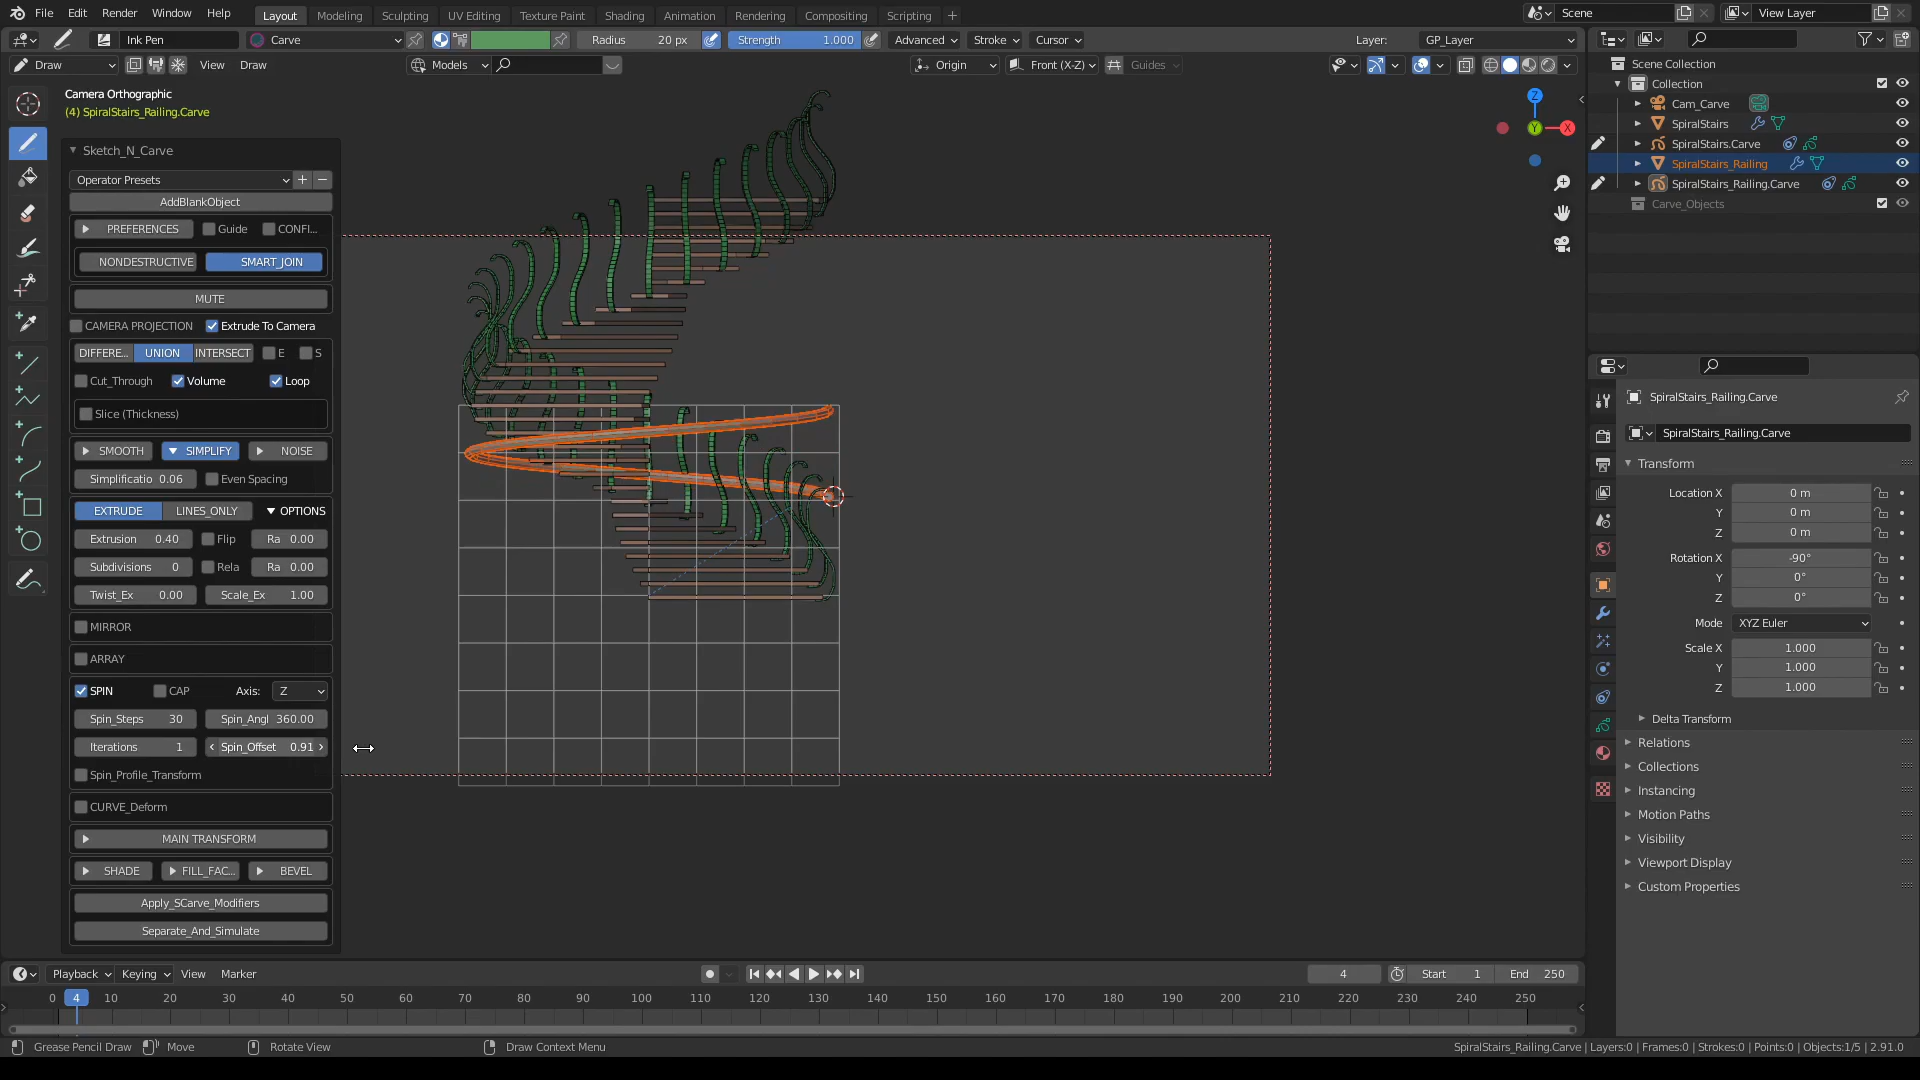 File Edit Render Window Help Layout Modeling Sculpting UV Editing Texture Paint Shading Animation Rendering Compositing Scripting + Scene View Layer
Ink Pen Carve Radius 20 px Strength 1.000 Advanced Stroke Cursor Layer: GP_Layer
Draw View Draw Models Origin Front (X-Z) Guides
Camera Orthographic
(4) SpiralStairs_Railing.Carve
Sketch_N_Carve
Operator Presets
AddBlankObject
PREFERENCES Guide CONFI...
NONDESTRUCTIVE SMART_JOIN
MUTE
CAMERA PROJECTION Extrude To Camera
DIFFERE... UNION INTERSECT E S
Cut_Through Volume Loop
Slice (Thickness)
SMOOTH SIMPLIFY NOISE
Simplificatio 0.06 Even Spacing
EXTRUDE LINES_ONLY OPTIONS
Extrusion 0.40 Flip Ra 0.00
Subdivisions 0 Rela Ra 0.00
Twist_Ex 0.00 Scale_Ex 1.00
MIRROR
ARRAY
SPIN CAP Axis: Z
Spin_Steps 30 Spin_Angl 360.00
Iterations 1 Spin_Offset 0.91
Spin_Profile_Transform
CURVE_Deform
MAIN TRANSFORM
SHADE FILL_FAC... BEVEL
Apply_SCarve_Modifiers
Separate_And_Simulate
Z
Y
X
Scene Collection
Collection
Cam_Carve
SpiralStairs
SpiralStairs.Carve
SpiralStairs_Railing
SpiralStairs_Railing.Carve
Carve_Objects
SpiralStairs_Railing.Carve
SpiralStairs_Railing.Carve
Transform
Location X 0 m
Y 0 m
Z 0 m
Rotation X -90°
Y 0°
Z 0°
Mode XYZ Euler
Scale X 1.000
Y 1.000
Z 1.000
Delta Transform
Relations
Collections
Instancing
Motion Paths
Visibility
Viewport Display
Custom Properties
Playback Keying View Marker 4 Start 1 End 250
0 4 10 20 30 40 50 60 70 80 90 100 110 120 130 140 150 160 170 180 190 200 210 220 230 240 250
Grease Pencil Draw Move Rotate View Draw Context Menu SpiralStairs_Railing.Carve | Layers:0 | Frames:0 | Strokes:0 | Points:0 | Objects:1/5 | 2.91.0